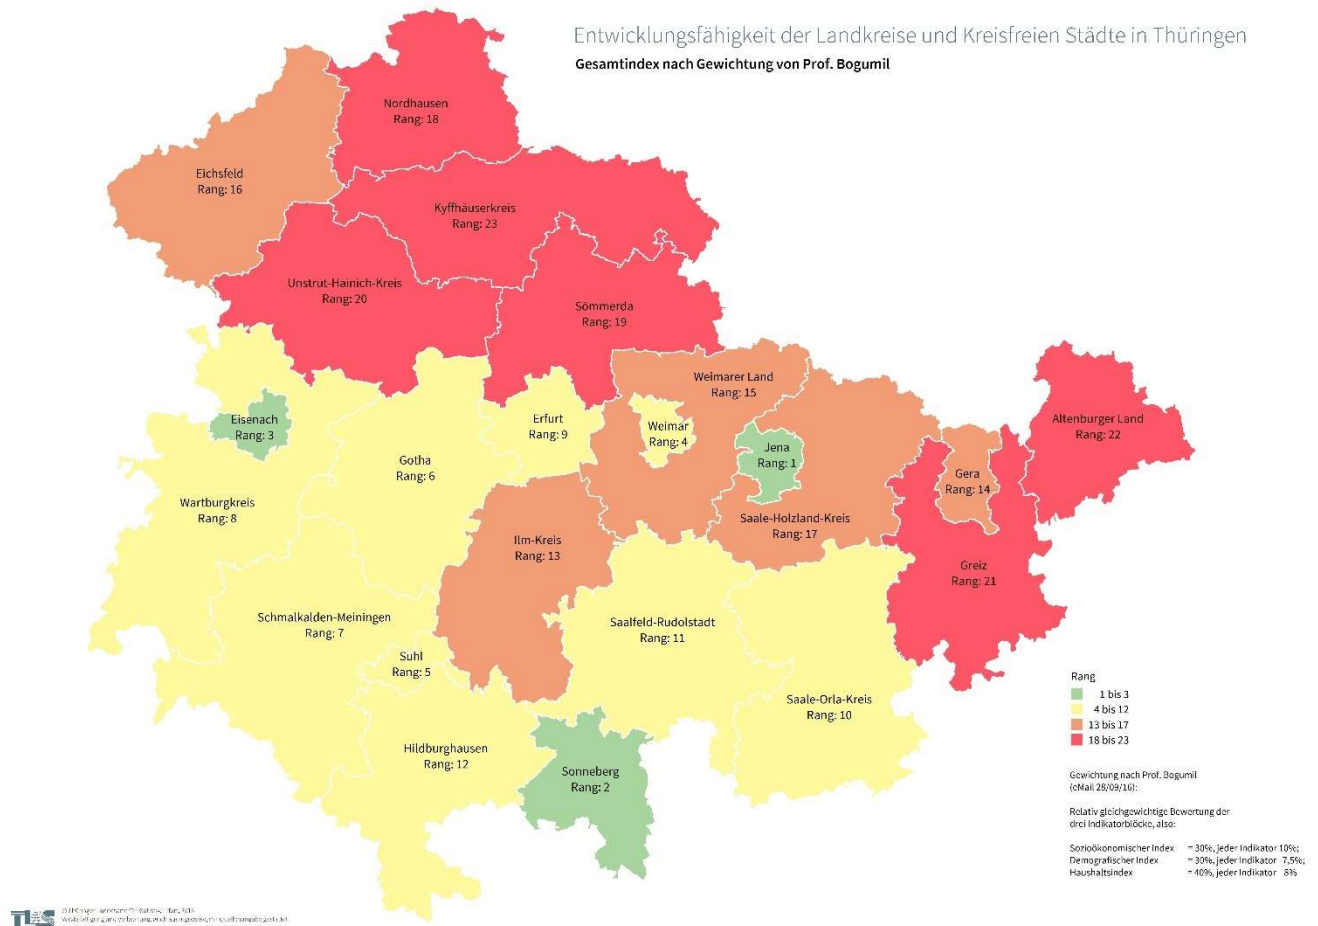 Entwicklungsfähigkeit der Landkreise und Kreisfreien Städte in Thüringen
Gesamtindex nach Gewichtung von Prof. Bogumil
Nordhausen
Rang: 18
Eichsfeld
Rang: 16
Kyffhäuserkreis
Rang: 23
Unstrut-Hainich-Kreis
Rang: 20
Sömmerda
Rang: 19
Weimarer Land
Rang: 15
Eisenach
Rang: 3
Erfurt
Rang: 9
Weimar
Rang: 4
Jena
Rang: 1
Altenburger Land
Rang: 22
Gotha
Rang: 6
Gera
Rang: 14
Wartburgkreis
Rang: 8
Saale-Holzland-Kreis
Rang: 17
Ilm-Kreis
Rang: 13
Greiz
Rang: 21
Schmalkalden-Meiningen
Rang: 7
Saalfeld-Rudolstadt
Rang: 11
Suhl
Rang: 5
Saale-Orla-Kreis
Rang: 10
Hildburghausen
Rang: 12
Sonneberg
Rang: 2
Rang
1 bis 3
4 bis 12
13 bis 17
18 bis 23
Gewichtung nach Prof. Bogumil
(eMail 28/09/16):
Relativ gleichgewichtige Bewertung der
drei Indikatorblöcke, also:
Sozioökonomischer Index = 30%, jeder Indikator 10%;
Demografischer Index = 30%, jeder Indikator 7,5%;
Haushaltsindex = 40%, jeder Indikator 8%
TLS